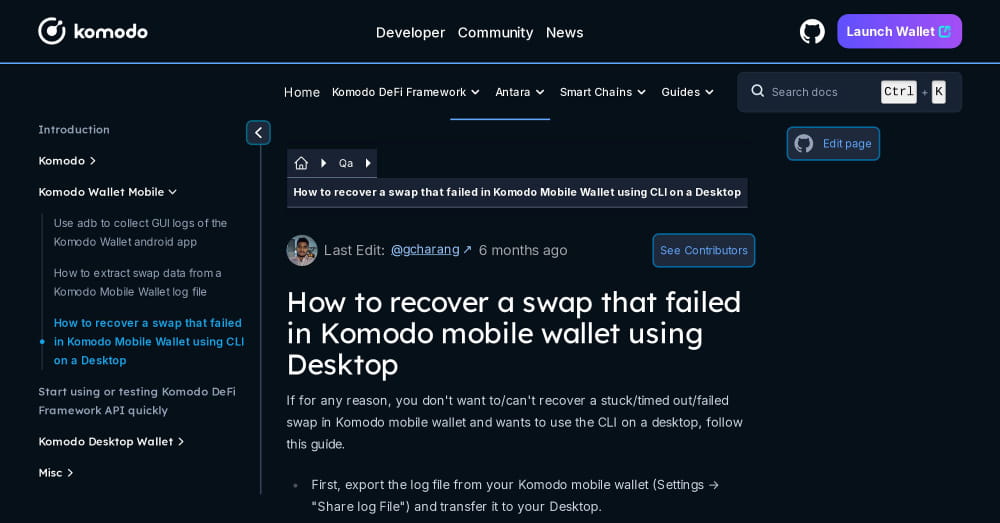 komodo
Developer Community News
Launch Wallet
Home Komodo DeFi Framework Antara Smart Chains Guides
Search docs Ctrl + K
Introduction
Komodo
Komodo Wallet Mobile
Use adb to collect GUI logs of the
Komodo Wallet android app
How to extract swap data from a
Komodo Mobile Wallet log file
How to recover a swap that failed
in Komodo Mobile Wallet using CLI
on a Desktop
Start using or testing Komodo DeFi
Framework API quickly
Komodo Desktop Wallet
Misc
Edit page
Qa
How to recover a swap that failed in Komodo Mobile Wallet using CLI on a Desktop
Last Edit: @gcharang ↗ 6 months ago
See Contributors
How to recover a swap that failed
in Komodo mobile wallet using
Desktop
If for any reason, you don't want to/can't recover a stuck/timed out/failed
swap in Komodo mobile wallet and wants to use the CLI on a desktop, follow
this guide.
• First, export the log file from your Komodo mobile wallet (Settings →
"Share log File") and transfer it to your Desktop.